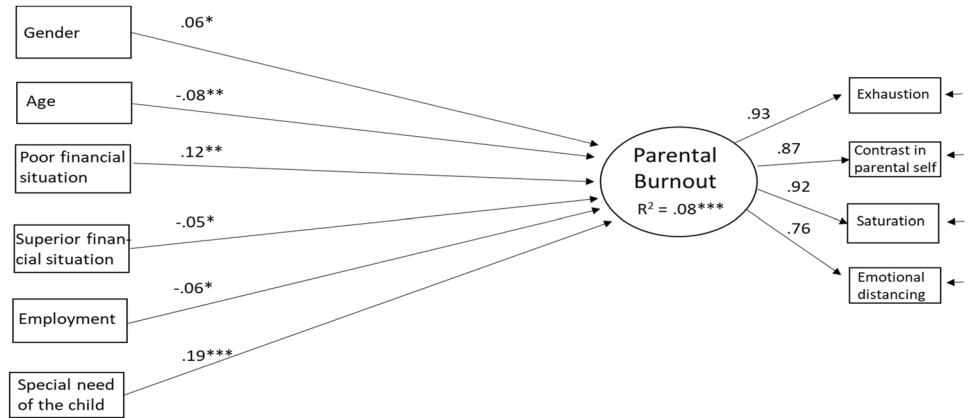 Gender
.06*
Age
-.08**
Poor financial
situation
.12**
Superior finan-
cial situation
-.05*
Employment
-.06*
Special need
of the child
.19***
Parental
Burnout
R² = .08***
.93
Exhaustion
.87
Contrast in
parental self
.92
Saturation
.76
Emotional
distancing